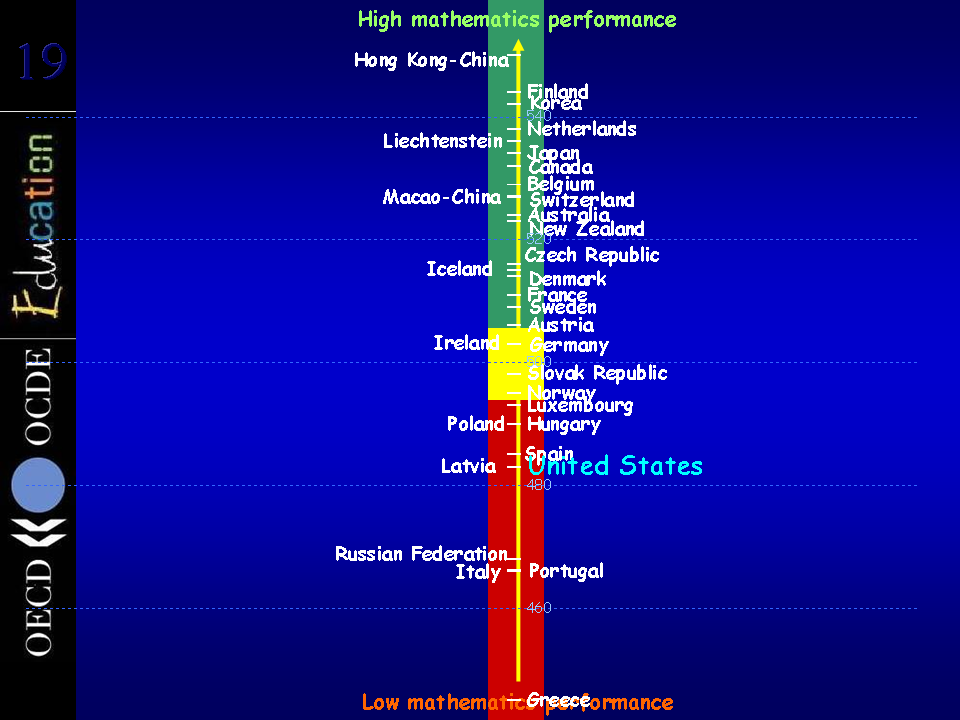 High mathematics performance
19
Hong Kong-China
Finland
Korea
540
Netherlands
Liechtenstein
Japan
Canada
Belgium
Macao-China
Switzerland
Australia
New Zealand
520
Czech Republic
Iceland
Denmark
France
Sweden
Austria
Ireland
Germany
500
Slovak Republic
Norway
Luxembourg
Poland
Hungary
Spain
Latvia
United States
480
Russian Federation
Italy
Portugal
460
Greece
Low mathematics performance
Education
OECD OCDE